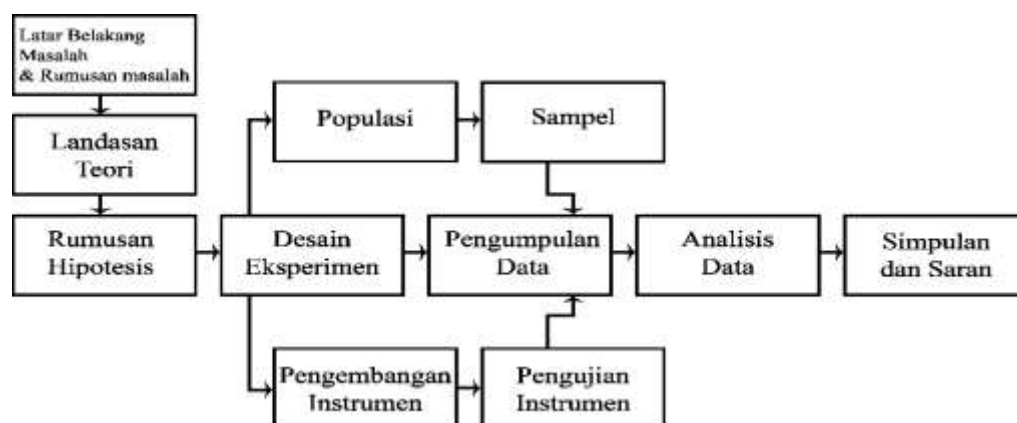 Latar Belakang
Masalah
& Rumusan masalah
Landasan
Teori
Rumusan
Hipotesis
Desain
Eksperimen
Populasi
Sampel
Pengembangan
Instrumen
Pengujian
Instrumen
Pengumpulan
Data
Analisis
Data
Simpulan
dan Saran